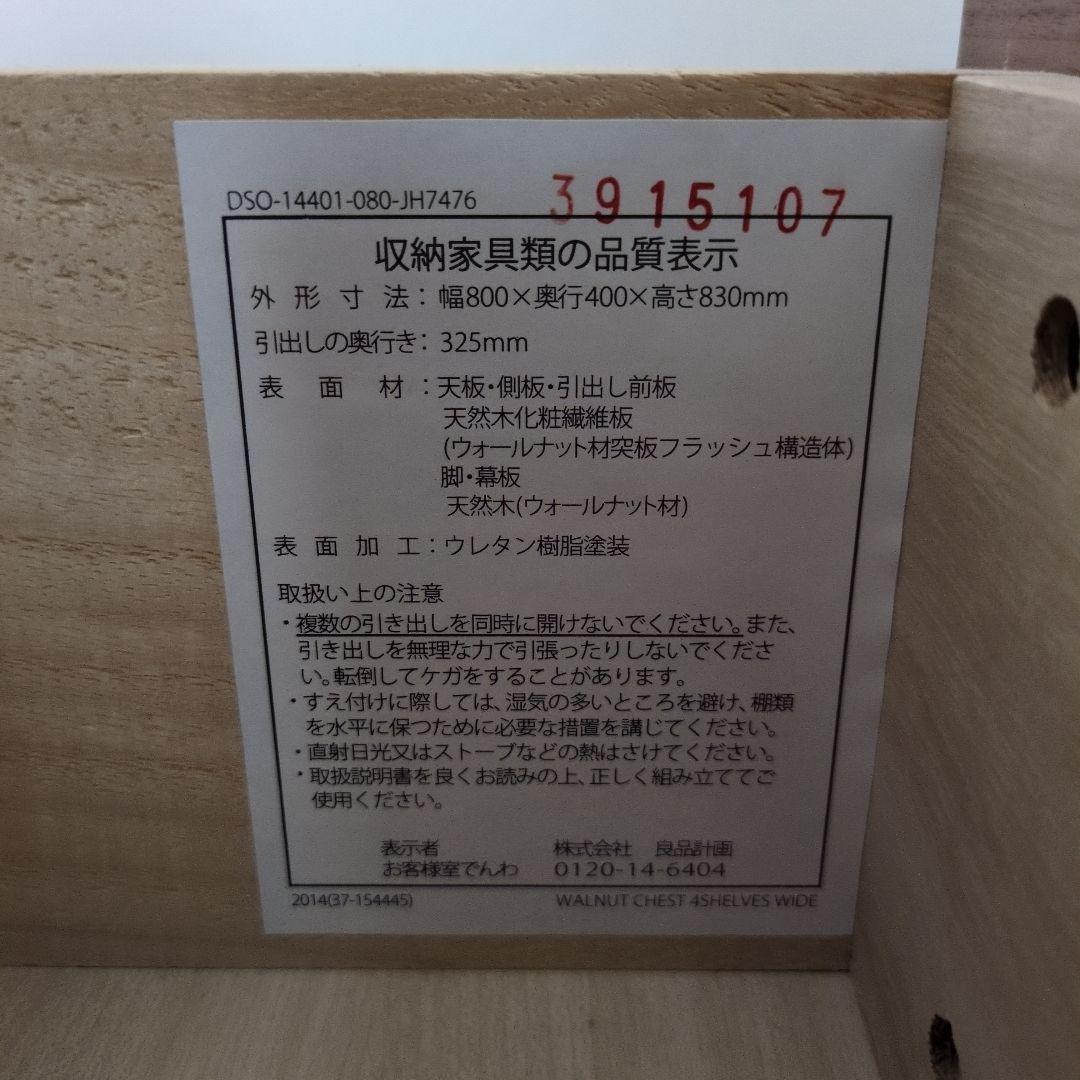 DSO-14401-080-JH7476 3915107
収納家具類の品質表示
外形寸法：幅800×奥行400×高さ830mm
引出しの奥行き：325mm
表面材：天板・側板・引出し前板
天然木化粧繊維板
(ウォールナット材突板フラッシュ構造体)
脚・幕板
天然木(ウォールナット材)
表面加工：ウレタン樹脂塗装
取扱い上の注意
・複数の引き出しを同時に開けないでください。また、
引き出しを無理な力で引張ったりしないでくださ
い。転倒してケガをすることがあります。
・すえ付けに際しては、湿気の多いところを避け、棚類
を水平に保つために必要な措置を講じてください。
・直射日光又はストーブなどの熱はさけてください。
・取扱説明書を良くお読みの上、正しく組み立ててご
使用ください。
表示者 株式会社 良品計画
お客様室でんわ 0120-14-6404
2014(37-154445) WALNUT CHEST 4SHELVES WIDE